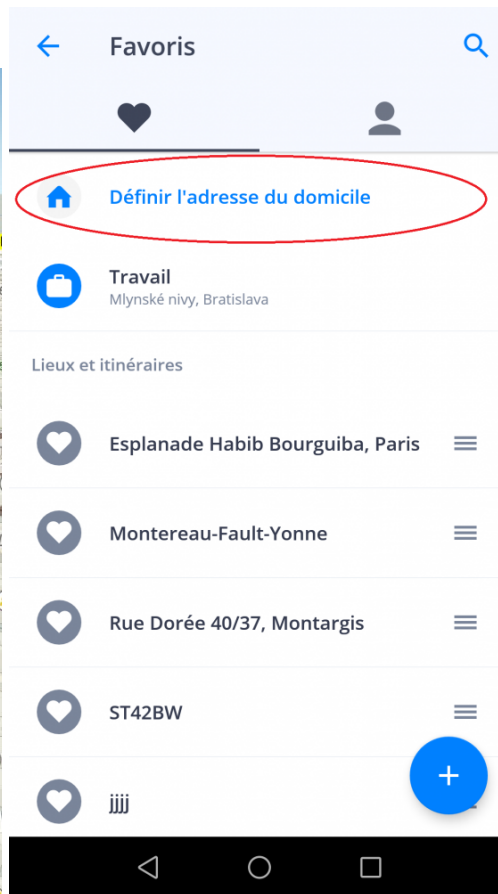 Favoris
Définir l'adresse du domicile
Travail
Mlynské nivy, Bratislava
Lieux et itinéraires
Esplanade Habib Bourguiba, Paris
Montereau-Fault-Yonne
Rue Dorée 40/37, Montargis
ST42BW
jjjj